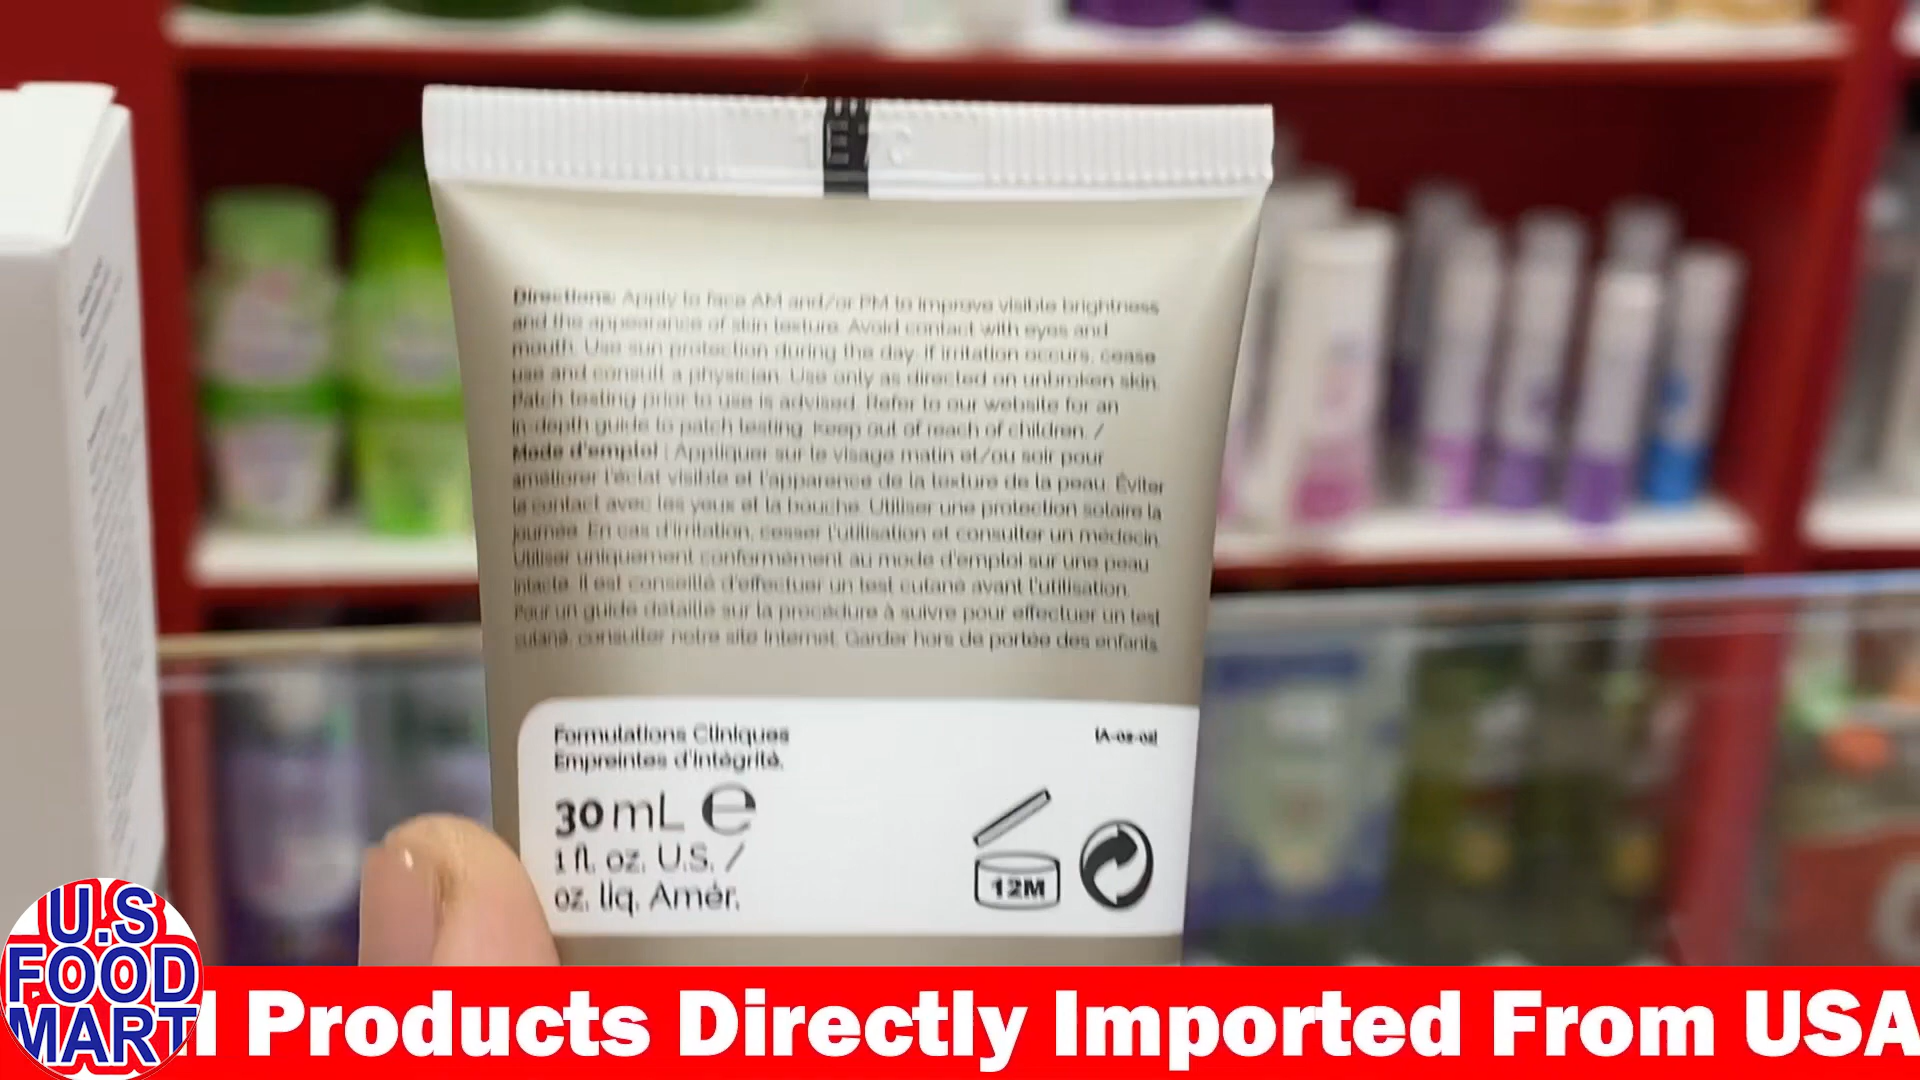 Directions: Apply to face AM and/or PM to improve visible brightness
and the appearance of skin texture. Avoid contact with eyes and
mouth. Use sun protection during the day. If irritation occurs, cease
use and consult a physician. Use only as directed on unbroken skin.
Patch testing prior to use is advised. Refer to our website for an
in-depth guide to patch testing. Keep out of reach of children. /
Mode d'emploi : Appliquer sur le visage matin et/ou soir pour
améliorer l'éclat visible et l'apparence de la texture de la peau. Éviter
le contact avec les yeux et la bouche. Utiliser une protection solaire la
journée. En cas d'irritation, cesser l'utilisation et consulter un médecin.
Utiliser uniquement conformément au mode d'emploi sur une peau
intacte. Il est conseillé d'effectuer un test cutané avant l'utilisation.
Pour un guide détaillé sur la procédure à suivre pour effectuer un test
cutané, consulter notre site Internet. Garder hors de portée des enfants.
Formulations Cliniques
Empreintes d'Intégrité.
30 mL e
1 fl. oz. U.S. /
oz. liq. Amér.
12M
U.S
FOOD
MART
l Products Directly Imported From USA